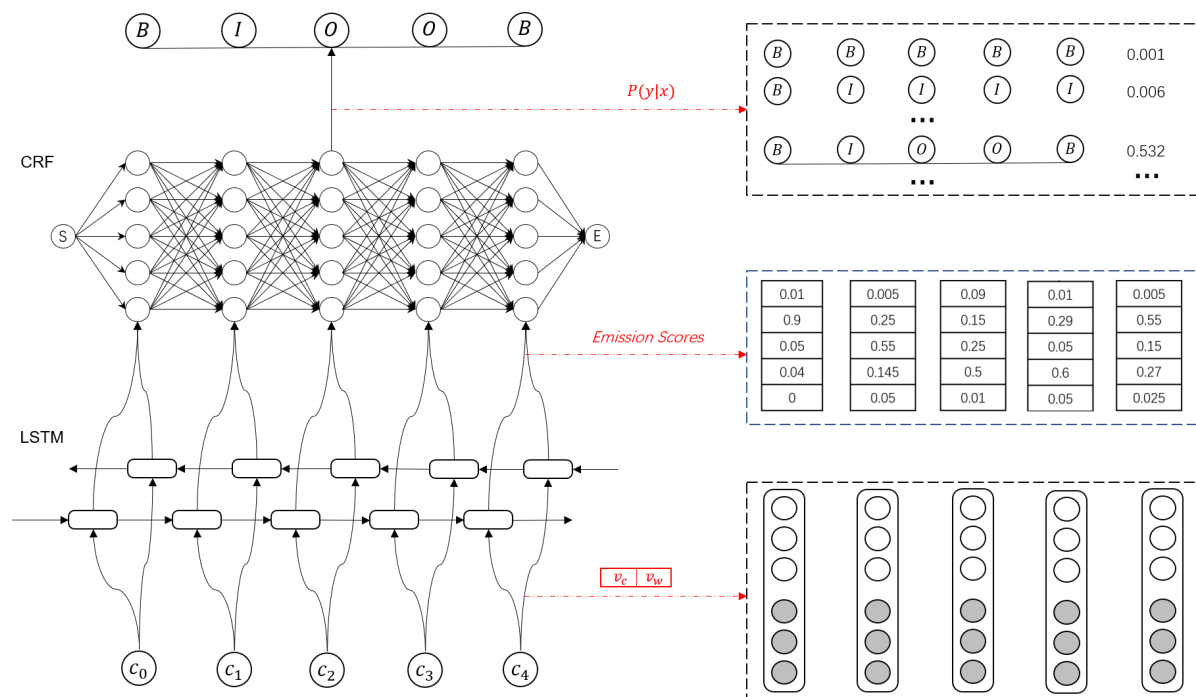 B I O O B
P(y|x)
B B B B B 0.001
B I I I I 0.006
...
B I O O B 0.532
... ...
CRF
S
E
Emission Scores
0.01 0.005 0.09 0.01 0.005
0.9 0.25 0.15 0.29 0.55
0.05 0.55 0.25 0.05 0.15
0.04 0.145 0.5 0.6 0.27
0 0.05 0.01 0.05 0.025
LSTM
v_c v_w
c_0 c_1 c_2 c_3 c_4